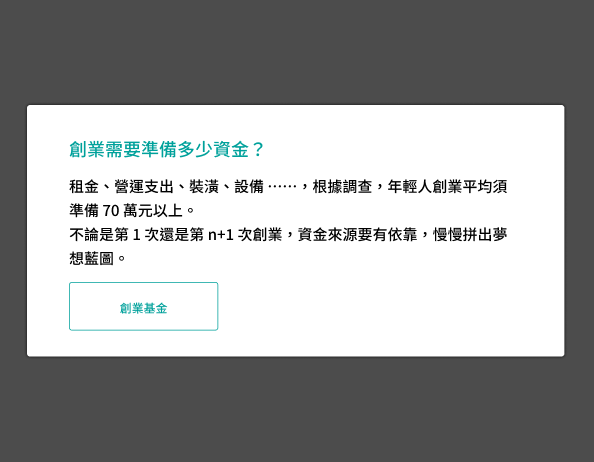 創業需要準備多少資金？
租金、營運支出、裝潢、設備 ⋯⋯，根據調查，年輕人創業平均須
準備 70 萬元以上。
不論是第 1 次還是第 n+1 次創業，資金來源要有依靠，慢慢拼出夢
想藍圖。
創業基金